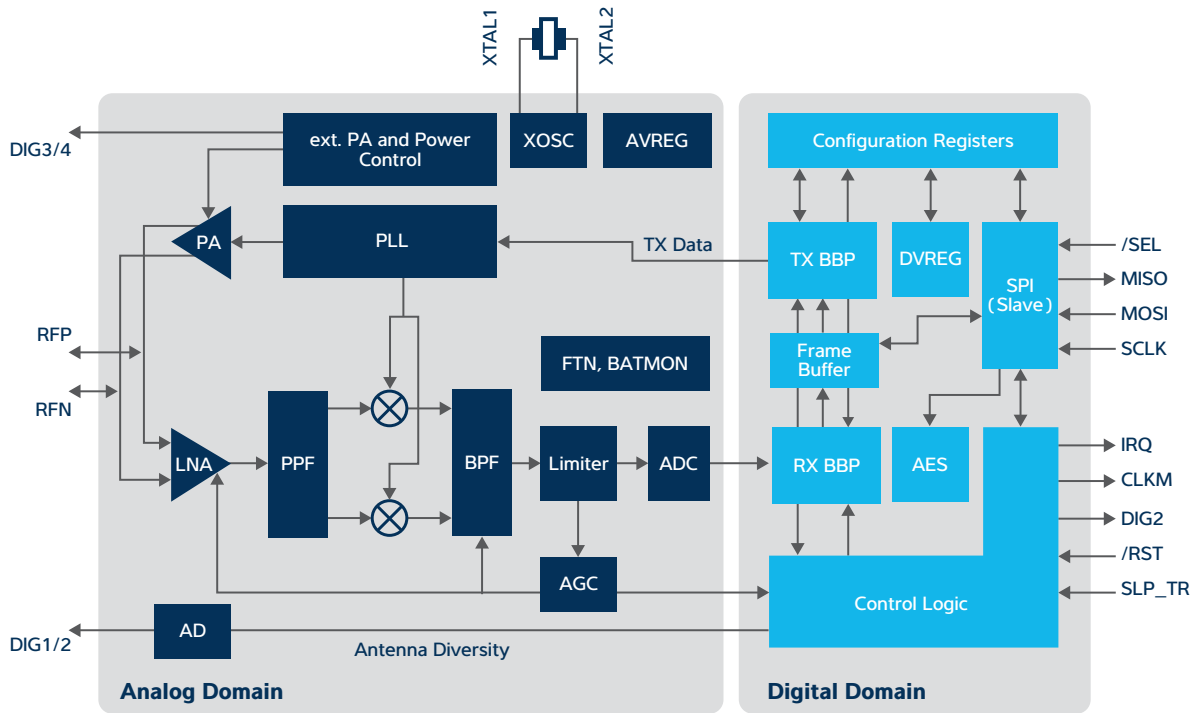 XTAL1
XTAL2
DIG3/4
ext. PA and Power
Control
XOSC
AVREG
Configuration Registers
PA
PLL
TX Data
TX BBP
DVREG
SPI
(Slave)
/SEL
MISO
MOSI
SCLK
RFP
RFN
FTN, BATMON
Frame
Buffer
LNA
PPF
BPF
Limiter
ADC
RX BBP
AES
IRQ
CLKM
DIG2
/RST
SLP_TR
AGC
Control Logic
DIG1/2
AD
Antenna Diversity
Analog Domain
Digital Domain